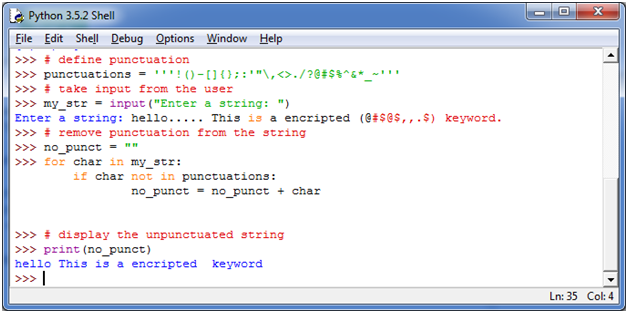 Python 3.5.2 Shell
File Edit Shell Debug Options Window Help
>>> # define punctuation
>>> punctuations = '''!()-[]{};:'"\,<>./?@#$%^&*_~'''
>>> # take input from the user
>>> my_str = input("Enter a string: ")
Enter a string: hello..... This is a encripted (@#$@$,,.$) keyword.
>>> # remove punctuation from the string
>>> no_punct = ""
>>> for char in my_str:
        if char not in punctuations:
                no_punct = no_punct + char
>>> # display the unpunctuated string
>>> print(no_punct)
hello This is a encripted  keyword
>>>
Ln: 35 Col: 4